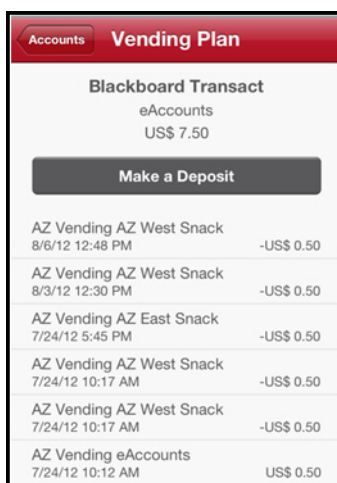 Accounts Vending Plan
Blackboard Transact
eAccounts
US$ 7.50
Make a Deposit
AZ Vending AZ West Snack
8/6/12 12:48 PM -US$ 0.50
AZ Vending AZ West Snack
8/3/12 12:30 PM -US$ 0.50
AZ Vending AZ East Snack
7/24/12 5:45 PM -US$ 0.50
AZ Vending AZ West Snack
7/24/12 10:17 AM -US$ 0.50
AZ Vending AZ West Snack
7/24/12 10:17 AM -US$ 0.50
AZ Vending eAccounts
7/24/12 10:12 AM US$ 0.50